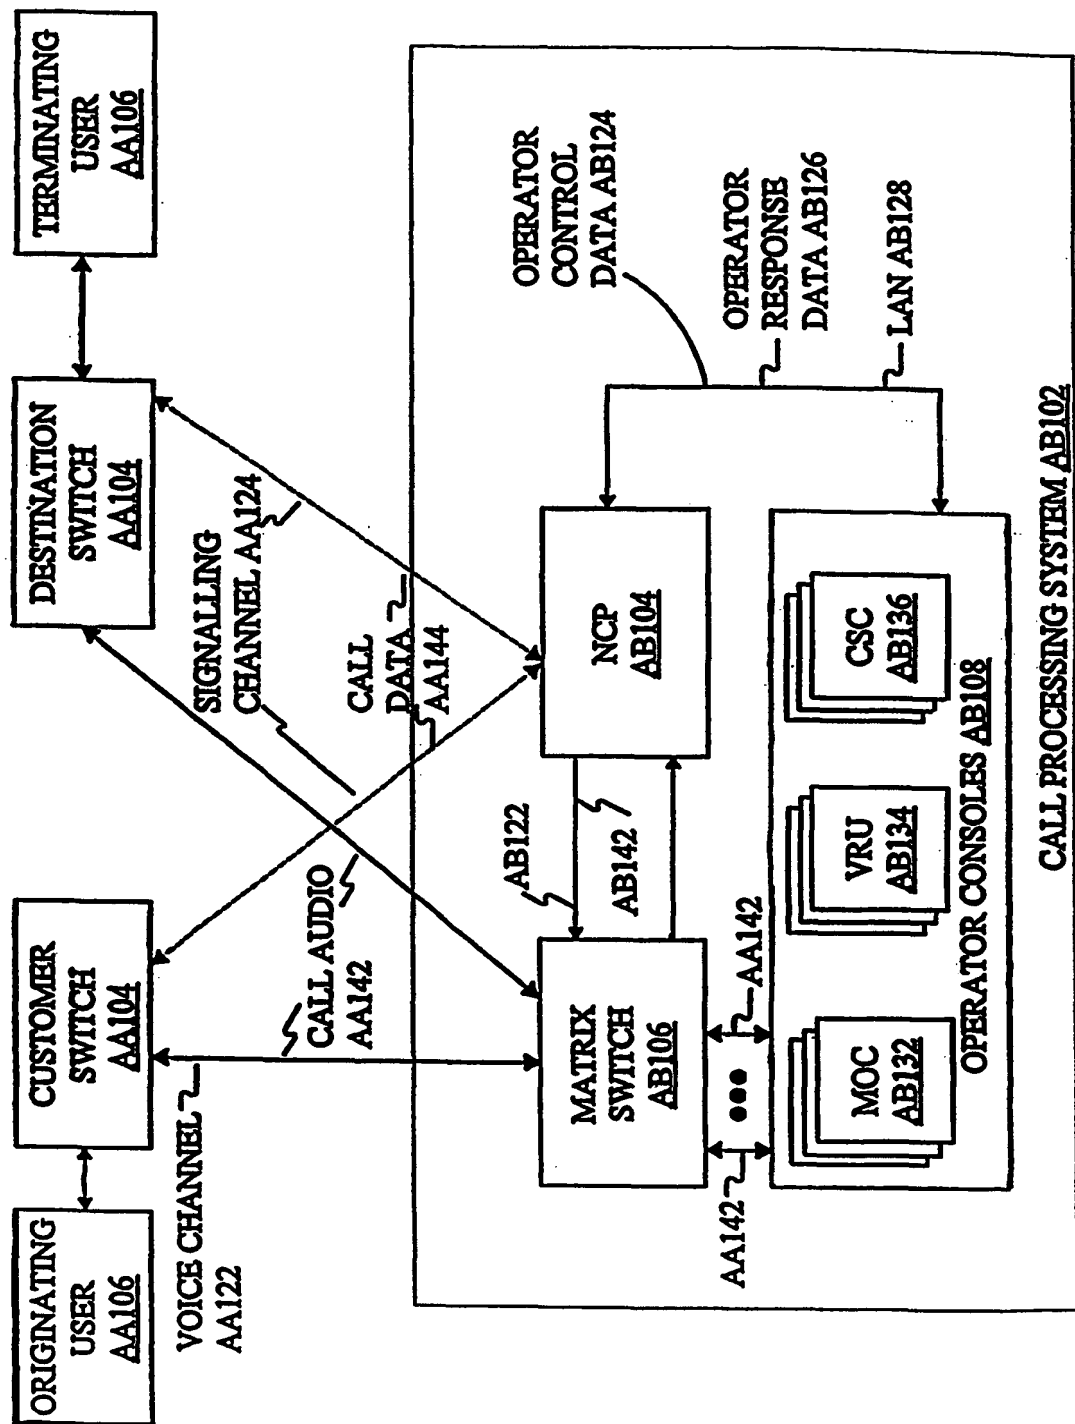 ORIGINATING
USER
AA106
CUSTOMER
SWITCH
AA104
DESTINATION
SWITCH
AA104
TERMINATING
USER
AA106
VOICE CHANNEL
AA122
CALL AUDIO
AA142
SIGNALLING
CHANNEL AA124
CALL
DATA
AA144
MATRIX
SWITCH
AB106
AB122
AB142
NCP
AB104
OPERATOR
CONTROL
DATA AB124
OPERATOR
RESPONSE
DATA AB126
LAN AB128
AA142
AA142
MOC
AB132
VRU
AB134
CSC
AB136
OPERATOR CONSOLES AB108
CALL PROCESSING SYSTEM AB102